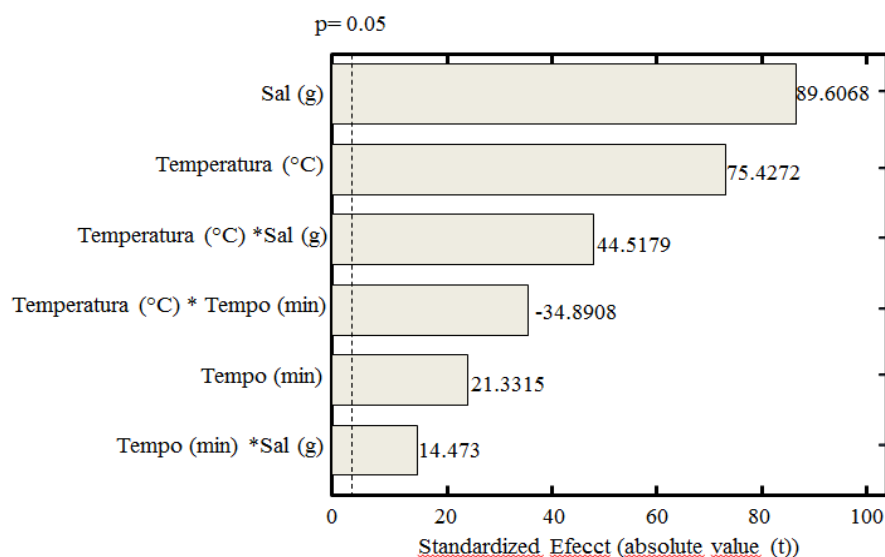 p= 0.05
Sal (g)
89.6068
Temperatura (°C)
75.4272
Temperatura (°C) *Sal (g)
44.5179
Temperatura (°C) * Tempo (min)
-34.8908
Tempo (min)
21.3315
Tempo (min) *Sal (g)
14.473
0 20 40 60 80 100
Standardized Efecct (absolute value (t))